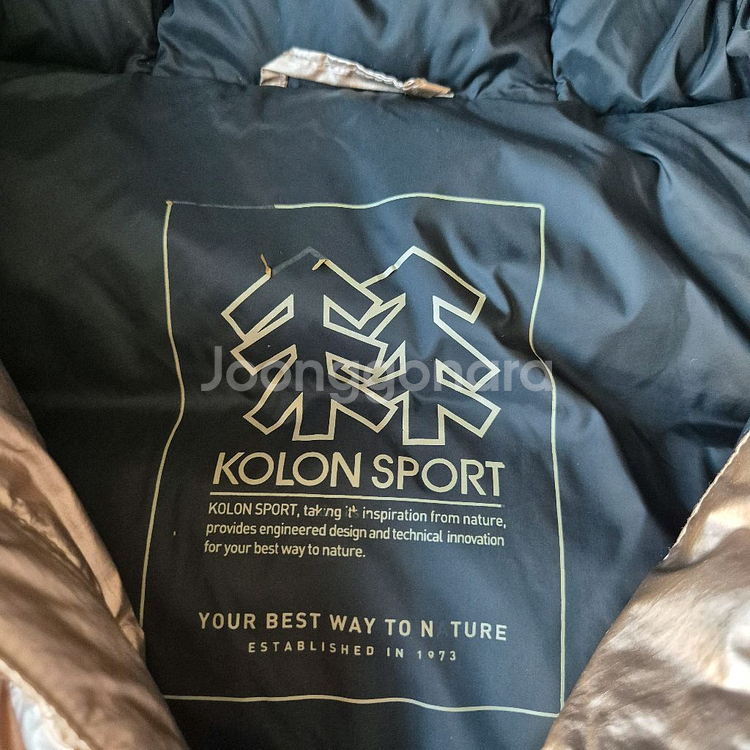 Joonggonara
KOLON SPORT
KOLON SPORT, taking it inspiration from nature,
provides engineered design and technical innovation
for your best way to nature.
YOUR BEST WAY TO N TURE
ESTABLISHED IN 1973